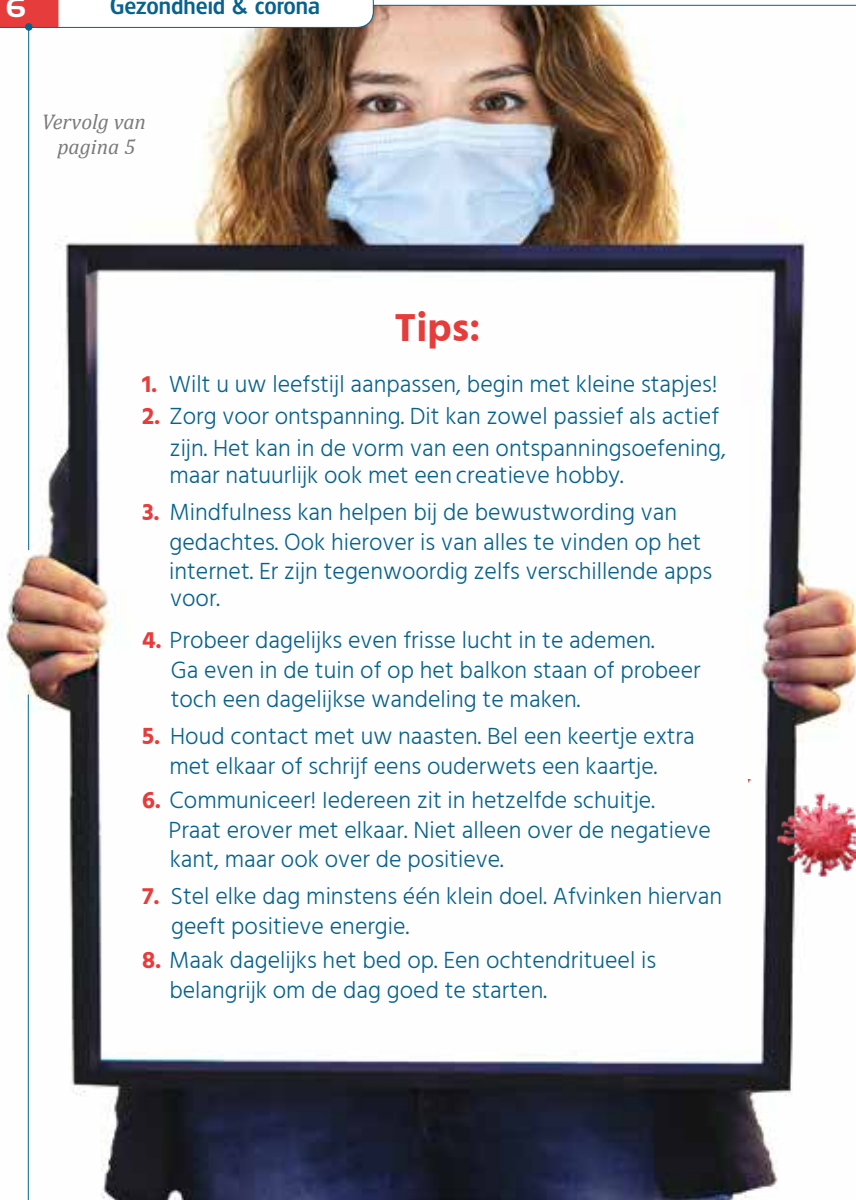 6
Gezondheid & corona
Vervolg van
pagina 5
Tips:
1. Wilt u uw leefstijl aanpassen, begin met kleine stapjes!
2. Zorg voor ontspanning. Dit kan zowel passief als actief
zijn. Het kan in de vorm van een ontspanningsoefening,
maar natuurlijk ook met een creatieve hobby.
3. Mindfulness kan helpen bij de bewustwording van
gedachtes. Ook hierover is van alles te vinden op het
internet. Er zijn tegenwoordig zelfs verschillende apps
voor.
4. Probeer dagelijks even frisse lucht in te ademen.
Ga even in de tuin of op het balkon staan of probeer
toch een dagelijkse wandeling te maken.
5. Houd contact met uw naasten. Bel een keertje extra
met elkaar of schrijf eens ouderwets een kaartje.
6. Communiceer! Iedereen zit in hetzelfde schuitje.
Praat erover met elkaar. Niet alleen over de negatieve
kant, maar ook over de positieve.
7. Stel elke dag minstens één klein doel. Afvinken hiervan
geeft positieve energie.
8. Maak dagelijks het bed op. Een ochtendritueel is
belangrijk om de dag goed te starten.